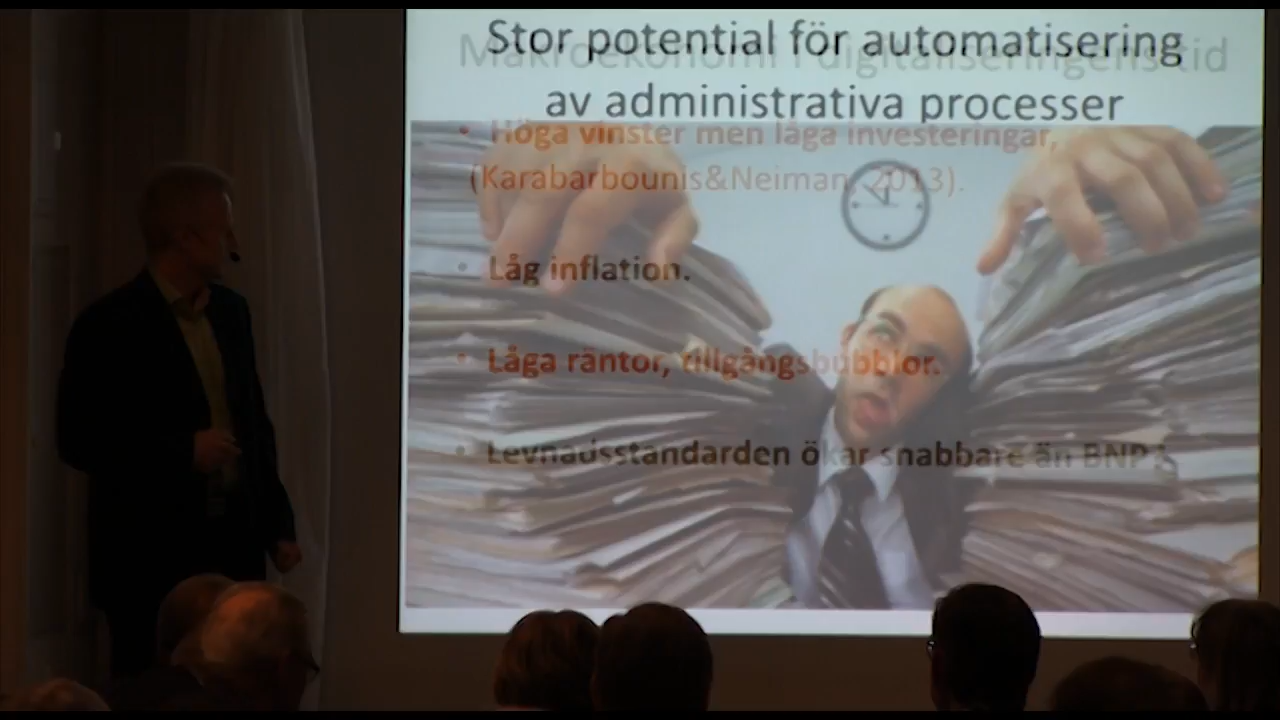 Stor potential för automatisering
av administrativa processer
Makroekonomi i digitaliseringens tid
• Höga vinster men låga investeringar,
(Karabarbounis&Neiman, 2013).
• Låg inflation.
• Låga räntor, tillgångsbubblor.
• Levnadsstandarden ökar snabbare än BNP?